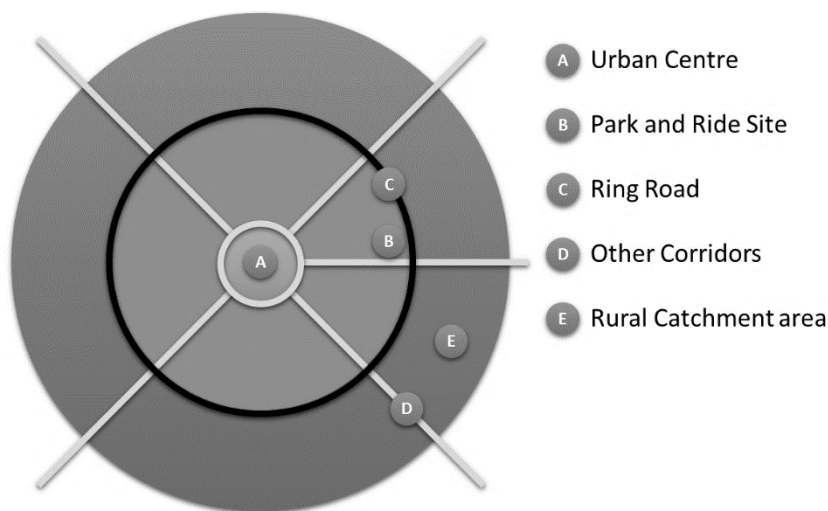 A Urban Centre
B Park and Ride Site
C Ring Road
D Other Corridors
E Rural Catchment area
C
B
A
E
D